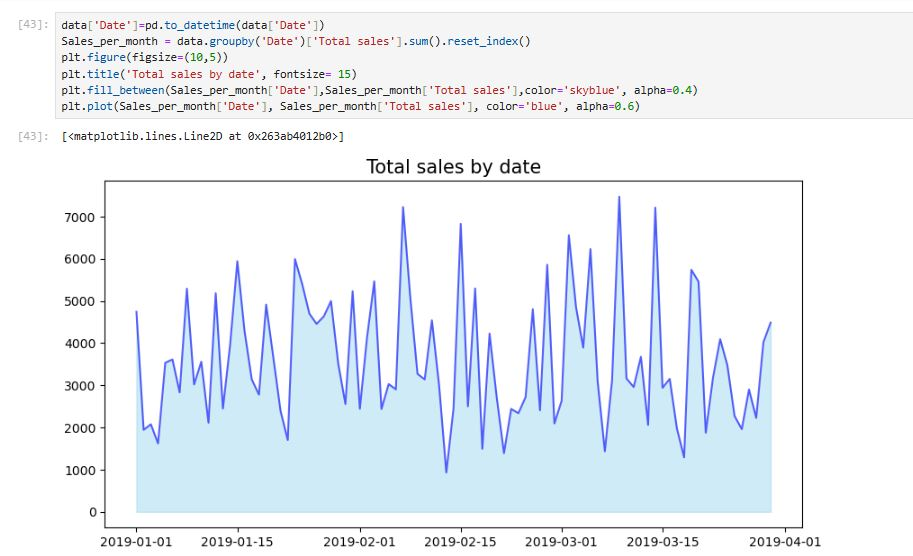 [43]: data['Date']=pd.to_datetime(data['Date'])
Sales_per_month = data.groupby('Date')['Total sales'].sum().reset_index()
plt.figure(figsize=(10,5))
plt.title('Total sales by date', fontsize= 15)
plt.fill_between(Sales_per_month['Date'],Sales_per_month['Total sales'],color='skyblue', alpha=0.4)
plt.plot(Sales_per_month['Date'], Sales_per_month['Total sales'], color='blue', alpha=0.6)
[43]: [<matplotlib.lines.Line2D at 0x263ab4012b0>]
Total sales by date
7000
6000
5000
4000
3000
2000
1000
0
2019-01-01 2019-01-15 2019-02-01 2019-02-15 2019-03-01 2019-03-15 2019-04-01